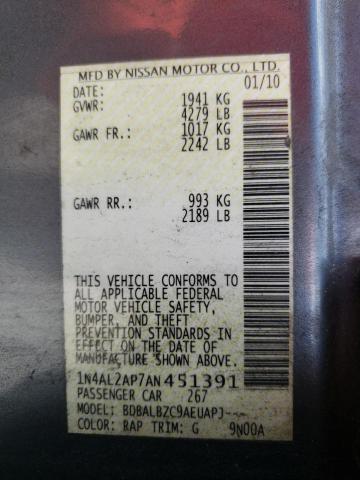 MFD BY NISSAN MOTOR CO., LTD.
DATE: 01/10
GVWR: 1941 KG
4279 LB
GAWR FR.: 1017 KG
2242 LB
GAWR RR.: 993 KG
2189 LB
THIS VEHICLE CONFORMS TO
ALL APPLICABLE FEDERAL
MOTOR VEHICLE SAFETY,
BUMPER, AND THEFT
PREVENTION STANDARDS IN
EFFECT ON THE DATE OF
MANUFACTURE SHOWN ABOVE.
1N4AL2AP7AN451391
PASSENGER CAR 267
MODEL: BDBALBZC9AEUAPJ---
COLOR: RAP TRIM: G 9N00A